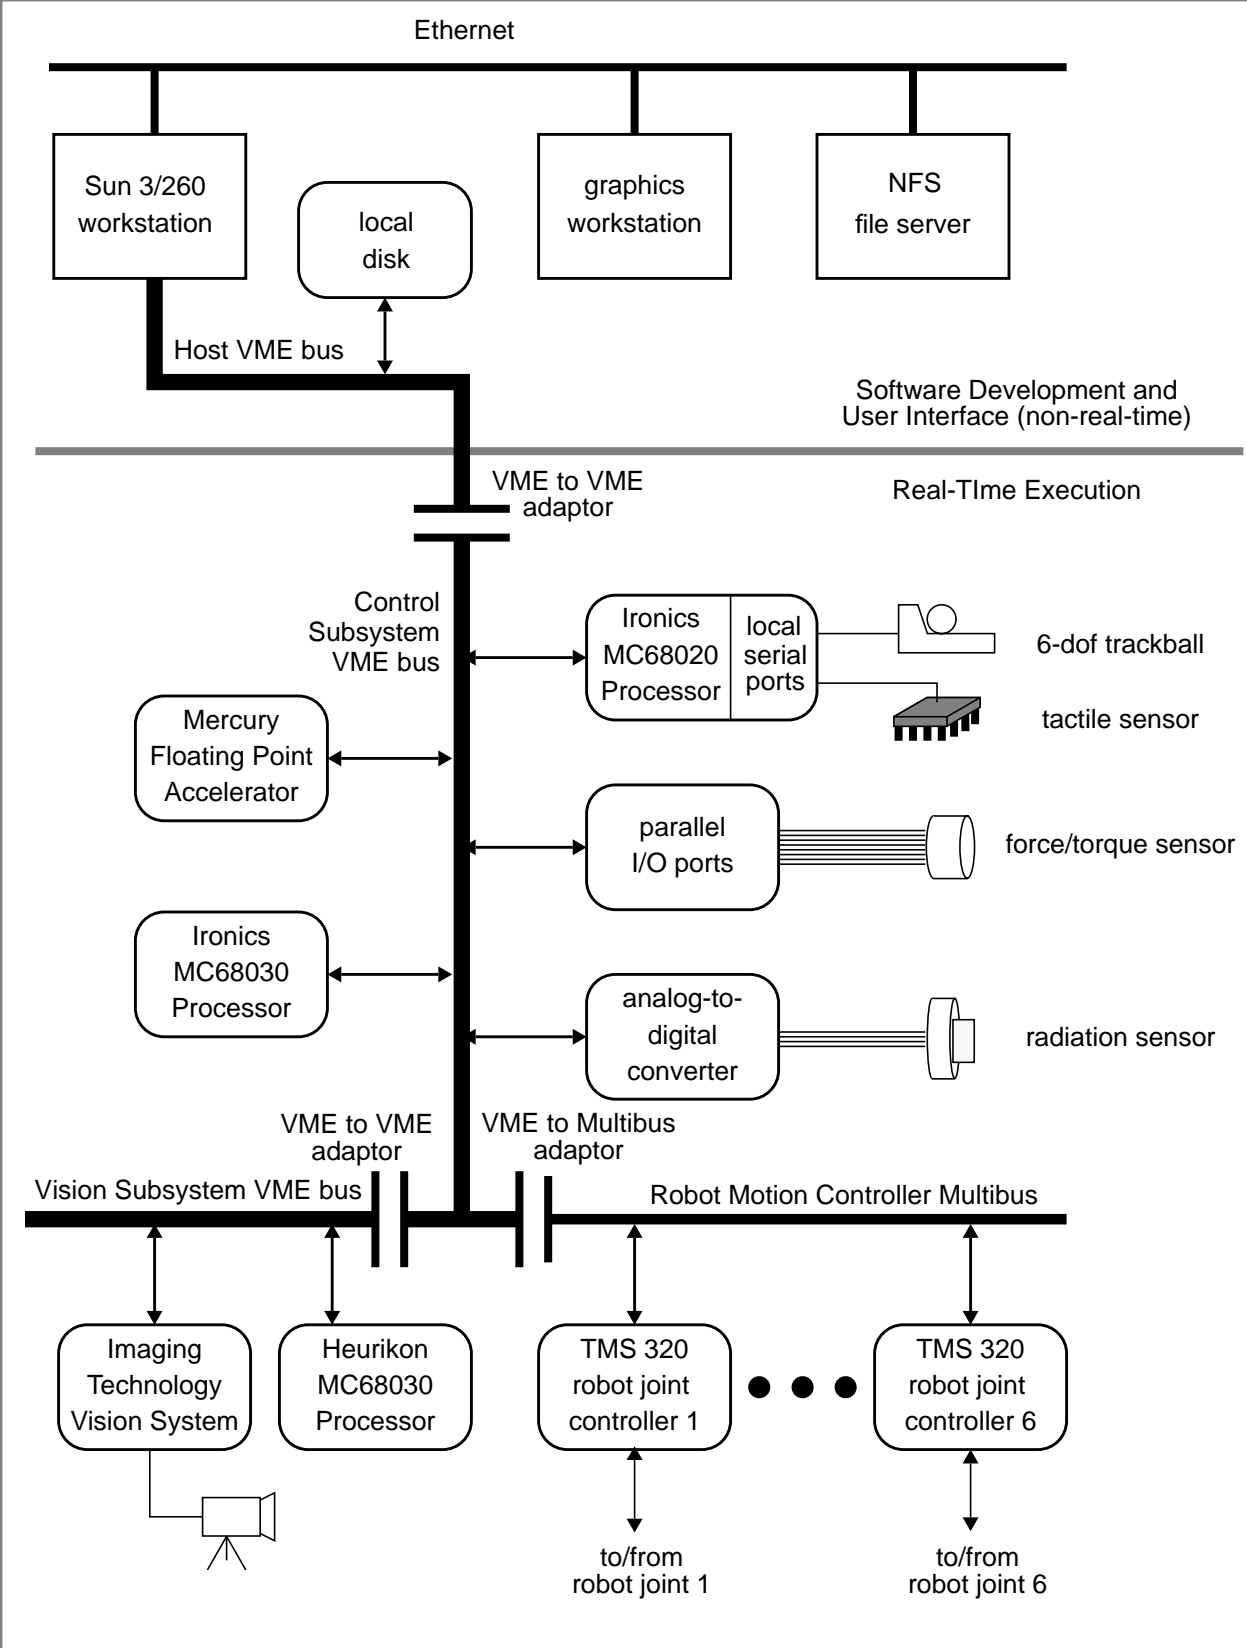 Ethernet
Sun 3/260
workstation
local
disk
graphics
workstation
NFS
file server
Host VME bus
Software Development and
User Interface (non-real-time)
VME to VME
adaptor
Real-TIme Execution
Control
Subsystem
VME bus
Ironics
MC68020
Processor
local
serial
ports
6-dof trackball
tactile sensor
Mercury
Floating Point
Accelerator
parallel
I/O ports
force/torque sensor
Ironics
MC68030
Processor
analog-to-
digital
converter
radiation sensor
VME to VME
adaptor
VME to Multibus
adaptor
Vision Subsystem VME bus
Robot Motion Controller Multibus
Imaging
Technology
Vision System
Heurikon
MC68030
Processor
TMS 320
robot joint
controller 1
TMS 320
robot joint
controller 6
to/from
robot joint 1
to/from
robot joint 6